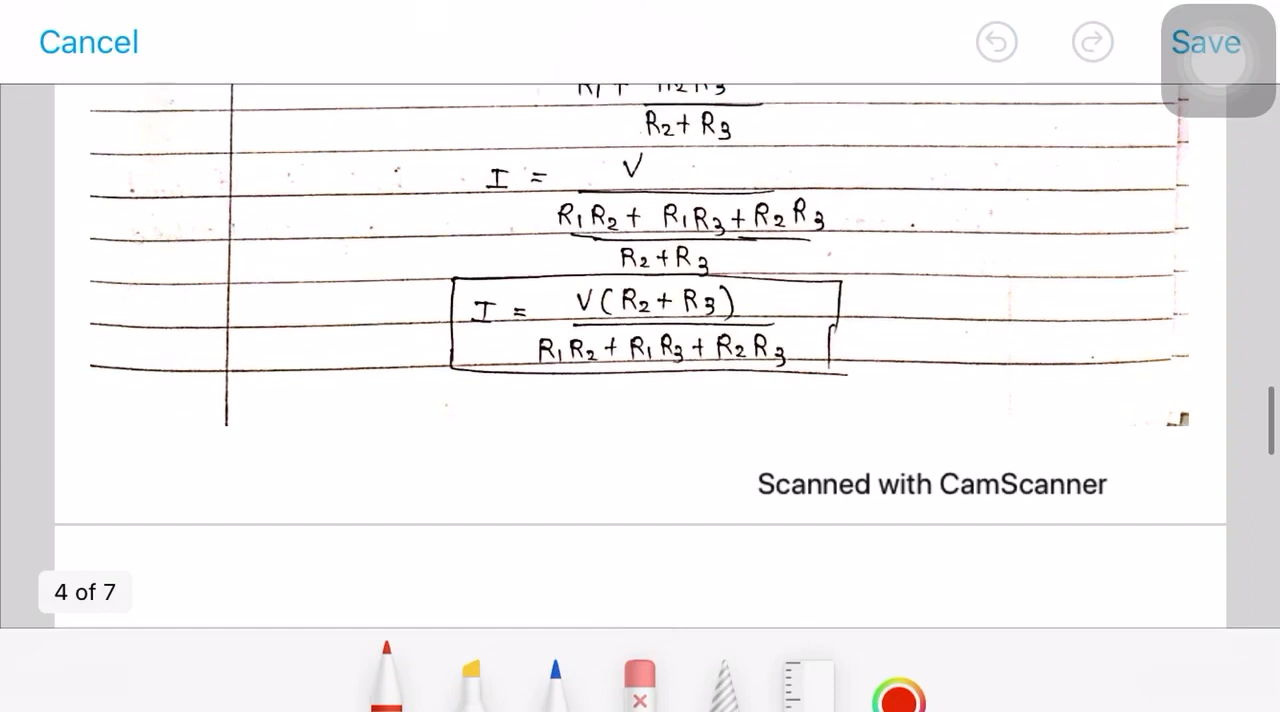 Cancel
Save
R2 + R3
I = V
R1R2 + R1R3 + R2R3
R2 + R3
I = V(R2 + R3)
R1R2 + R1R3 + R2R3
Scanned with CamScanner
4 of 7